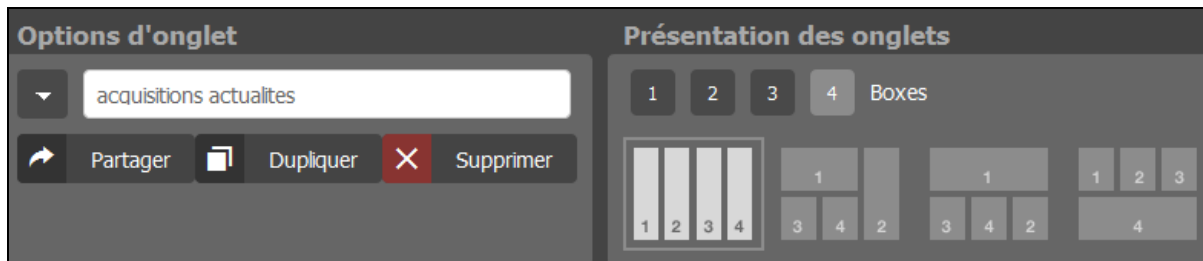 Options d'onglet
acquisitions actualites
Partager Dupliquer Supprimer
Présentation des onglets
1 2 3 4 Boxes
1 2 3 4
1
3 4 2
1
3 4 2
1 2 3
4